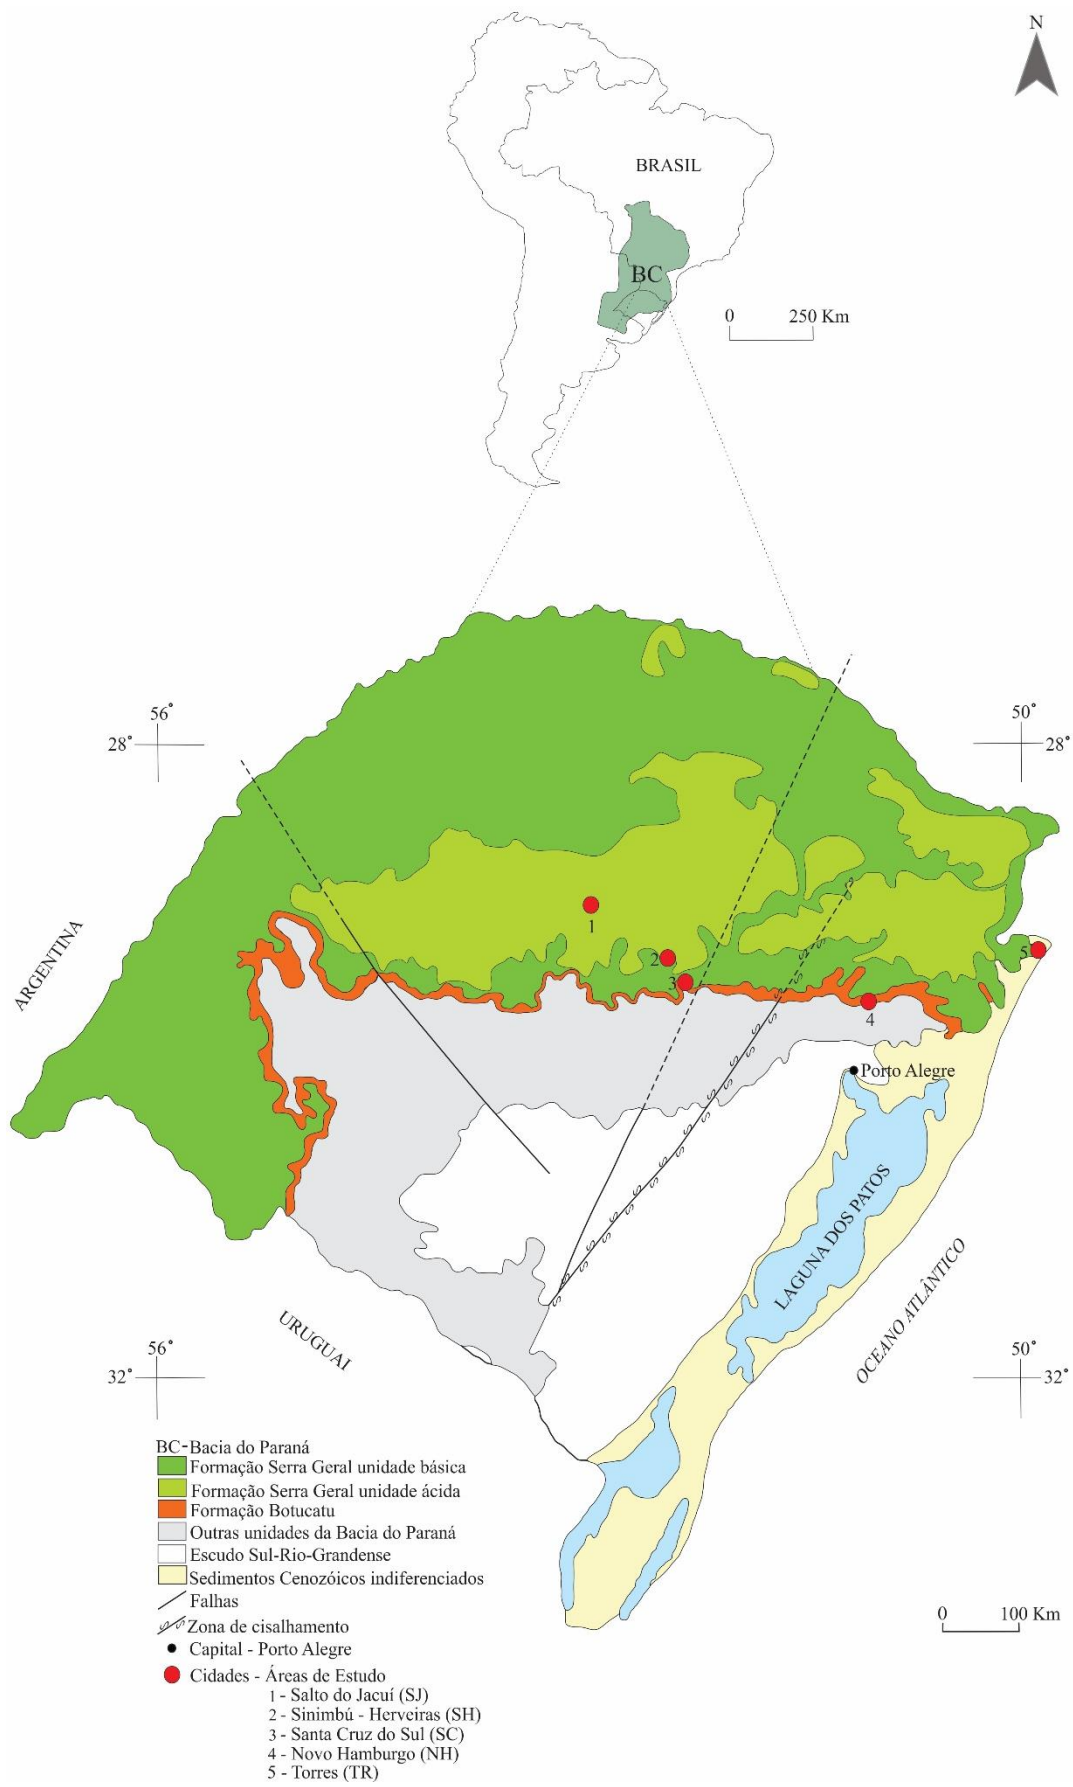 N
BRASIL
BC
0 250 Km
56°
50°
28°
28°
ARGENTINA
1
2
3
4
5
Porto Alegre
LAGUNA DOS PATOS
OCEANO ATLÂNTICO
URUGUAI
56°
50°
32°
32°
BC-Bacia do Paraná
Formação Serra Geral unidade básica
Formação Serra Geral unidade ácida
Formação Botucatu
Outras unidades da Bacia do Paraná
Escudo Sul-Rio-Grandense
Sedimentos Cenozóicos indiferenciados
Falhas
Zona de cisalhamento
Capital - Porto Alegre
Cidades - Áreas de Estudo
1 - Salto do Jacuí (SJ)
2 - Sinimbú - Herveiras (SH)
3 - Santa Cruz do Sul (SC)
4 - Novo Hamburgo (NH)
5 - Torres (TR)
0 100 Km